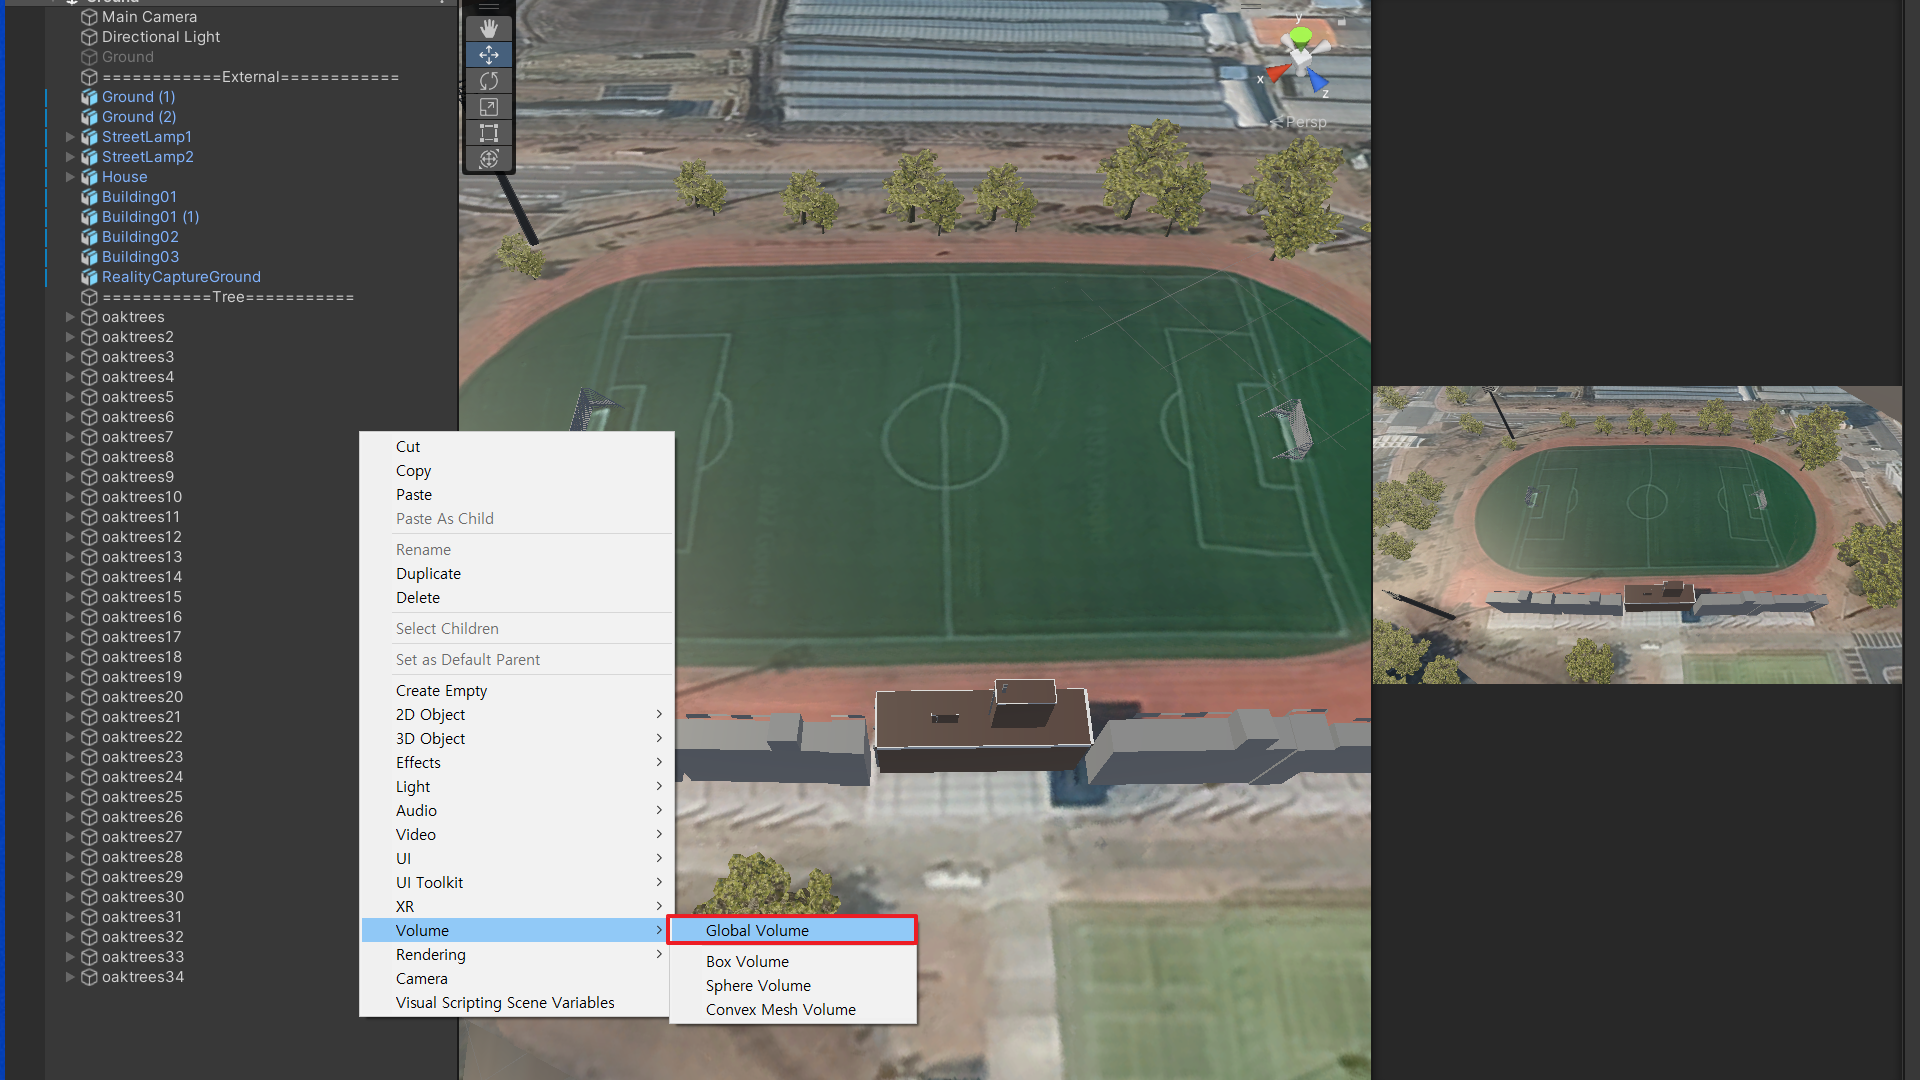 Ground
Main Camera
Directional Light
Ground
============External============
Ground (1)
Ground (2)
StreetLamp1
StreetLamp2
House
Building01
Building01 (1)
Building02
Building03
RealityCaptureGround
===========Tree===========
oaktrees
oaktrees2
oaktrees3
oaktrees4
oaktrees5
oaktrees6
oaktrees7
oaktrees8
oaktrees9
oaktrees10
oaktrees11
oaktrees12
oaktrees13
oaktrees14
oaktrees15
oaktrees16
oaktrees17
oaktrees18
oaktrees19
oaktrees20
oaktrees21
oaktrees22
oaktrees23
oaktrees24
oaktrees25
oaktrees26
oaktrees27
oaktrees28
oaktrees29
oaktrees30
oaktrees31
oaktrees32
oaktrees33
oaktrees34
Cut
Copy
Paste
Paste As Child
Rename
Duplicate
Delete
Select Children
Set as Default Parent
Create Empty
2D Object
3D Object
Effects
Light
Audio
Video
UI
UI Toolkit
XR
Volume
Rendering
Camera
Visual Scripting Scene Variables
Global Volume
Box Volume
Sphere Volume
Convex Mesh Volume
y
x
z
Persp